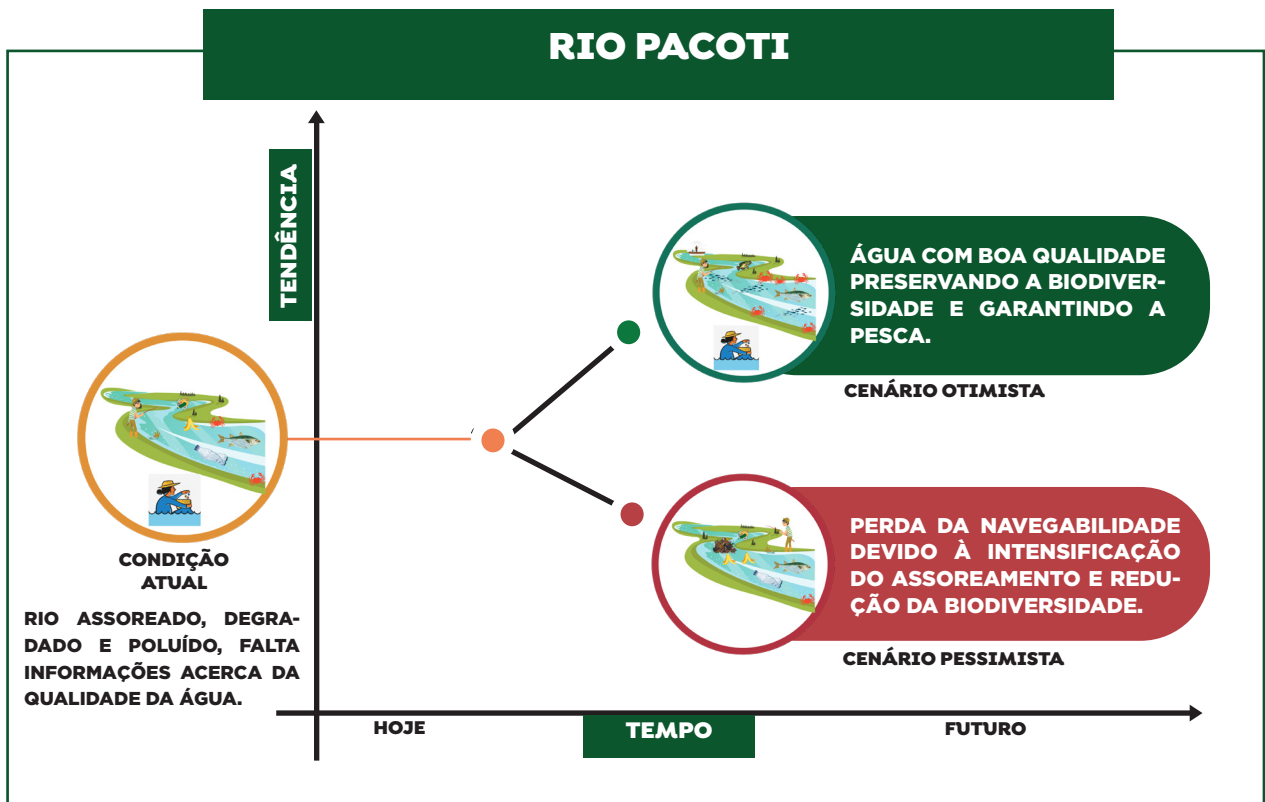 RIO PACOTI
TENDÊNCIA
ÁGUA COM BOA QUALIDADE
PRESERVANDO A BIODIVER-
SIDADE E GARANTINDO A
PESCA.
CENÁRIO OTIMISTA
CONDIÇÃO
ATUAL
RIO ASSOREADO, DEGRA-
DADO E POLUÍDO, FALTA
INFORMAÇÕES ACERCA DA
QUALIDADE DA ÁGUA.
PERDA DA NAVEGABILIDADE
DEVIDO À INTENSIFICAÇÃO
DO ASSOREAMENTO E REDU-
ÇÃO DA BIODIVERSIDADE.
CENÁRIO PESSIMISTA
HOJE
TEMPO
FUTURO